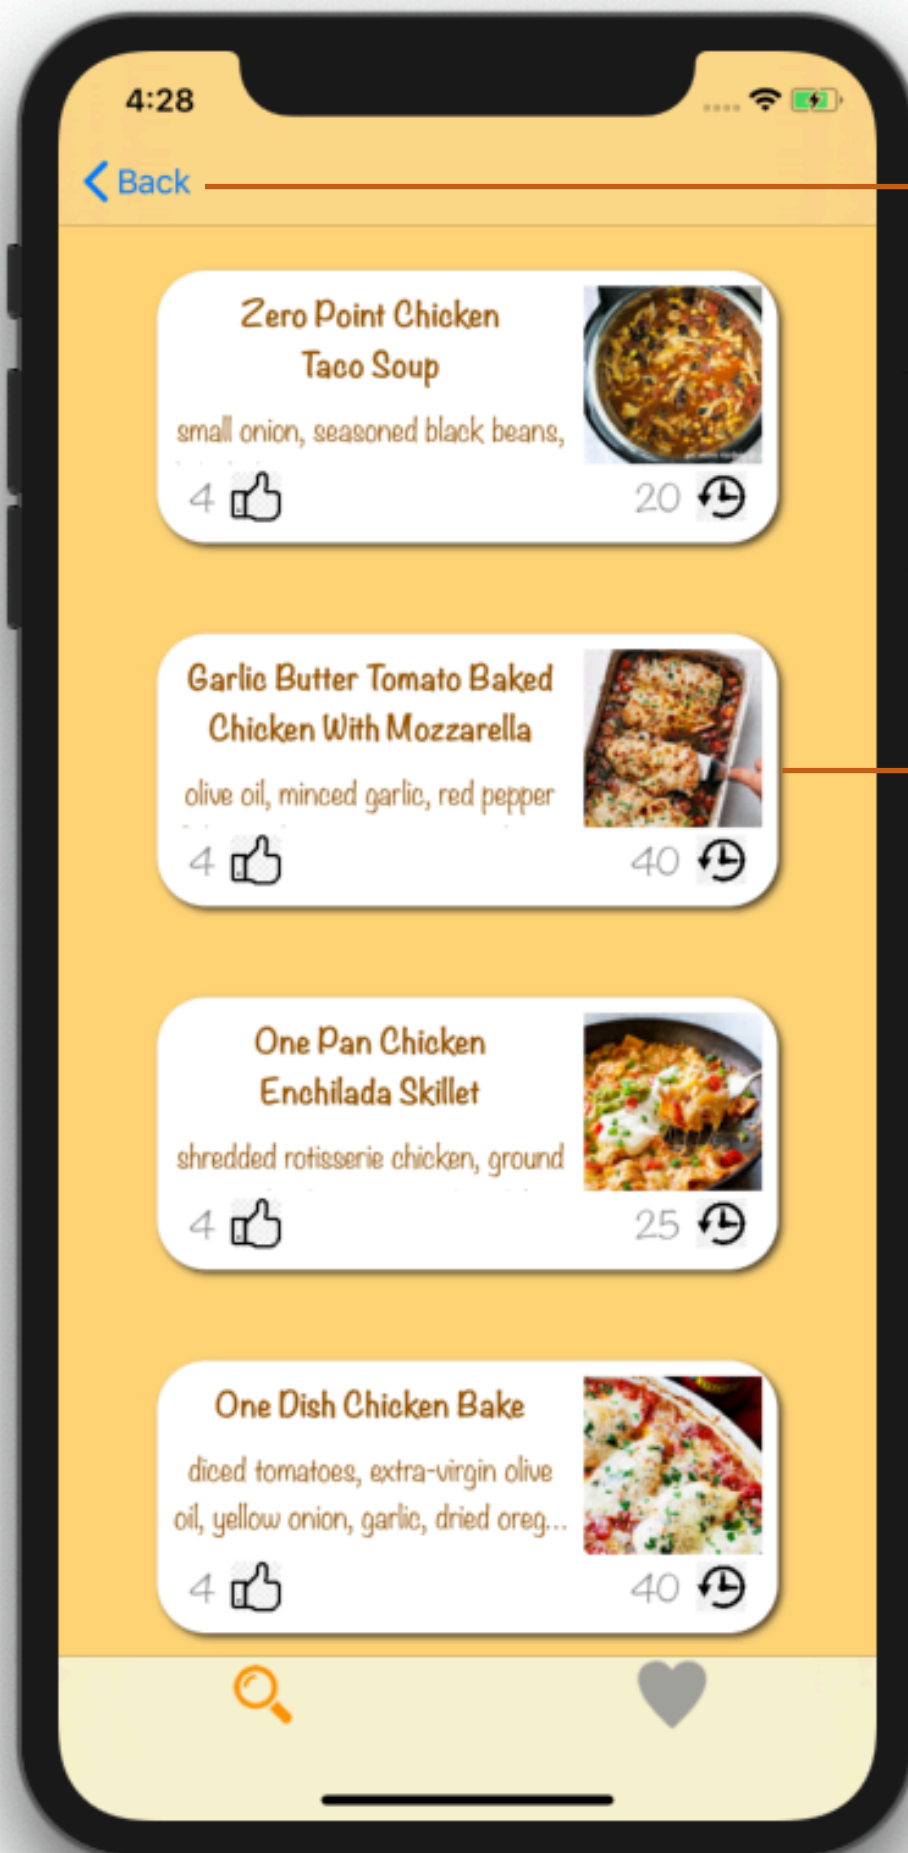 4:28
Back
Zero Point Chicken
Taco Soup
small onion, seasoned black beans,
4
20
Garlic Butter Tomato Baked
Chicken With Mozzarella
olive oil, minced garlic, red pepper
4
40
One Pan Chicken
Enchilada Skillet
shredded rotisserie chicken, ground
4
25
One Dish Chicken Bake
diced tomatoes, extra-virgin olive
oil, yellow onion, garlic, dried oreg...
4
40